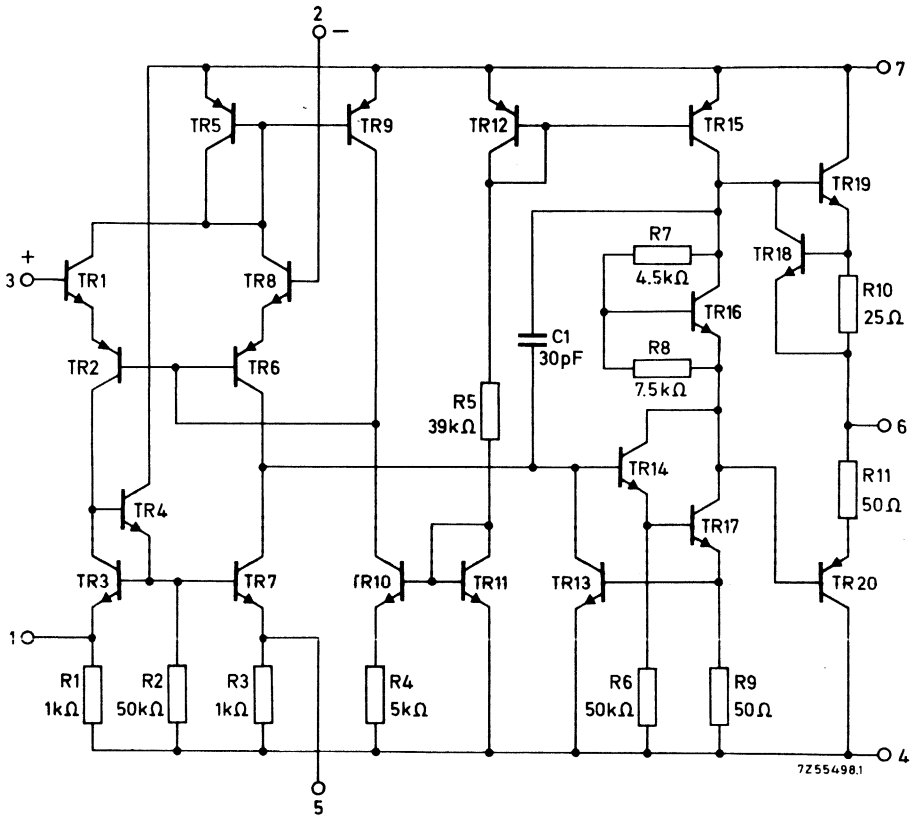 2
−
7
TR5
TR9
TR12
TR15
TR19
+
3
TR1
TR8
R7
4.5kΩ
TR18
R10
25Ω
TR16
TR2
TR6
C1
30pF
R8
7.5kΩ
R5
39kΩ
6
TR14
R11
50Ω
TR4
TR17
TR3
TR7
TR10
TR11
TR13
TR20
1
R1
1kΩ
R2
50kΩ
R3
1kΩ
R4
5kΩ
R6
50kΩ
R9
50Ω
4
7Z55498.1
5